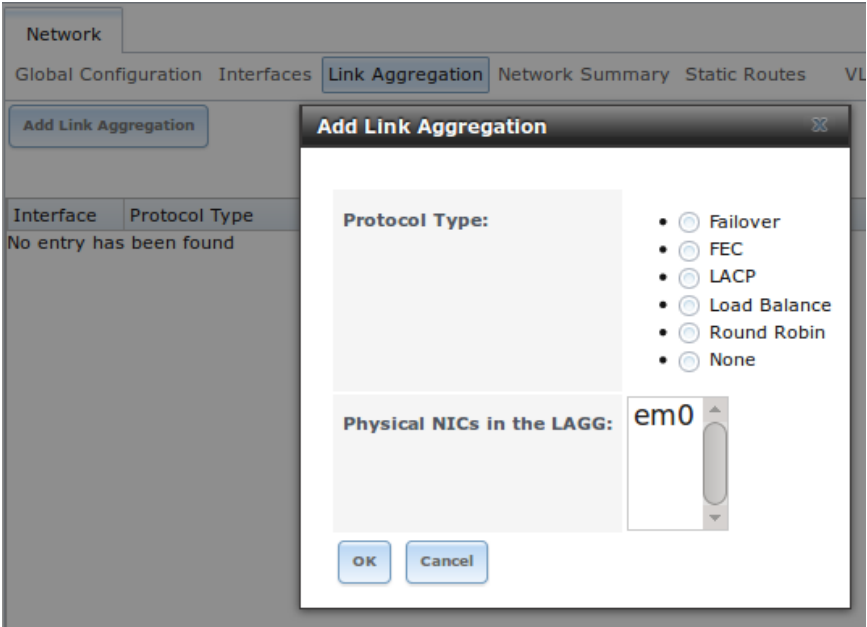 Network
Global Configuration Interfaces Link Aggregation Network Summary Static Routes VL
Add Link Aggregation
Add Link Aggregation
Interface Protocol Type
No entry has been found
Protocol Type:
Failover
FEC
LACP
Load Balance
Round Robin
None
Physical NICs in the LAGG:
em0
OK Cancel